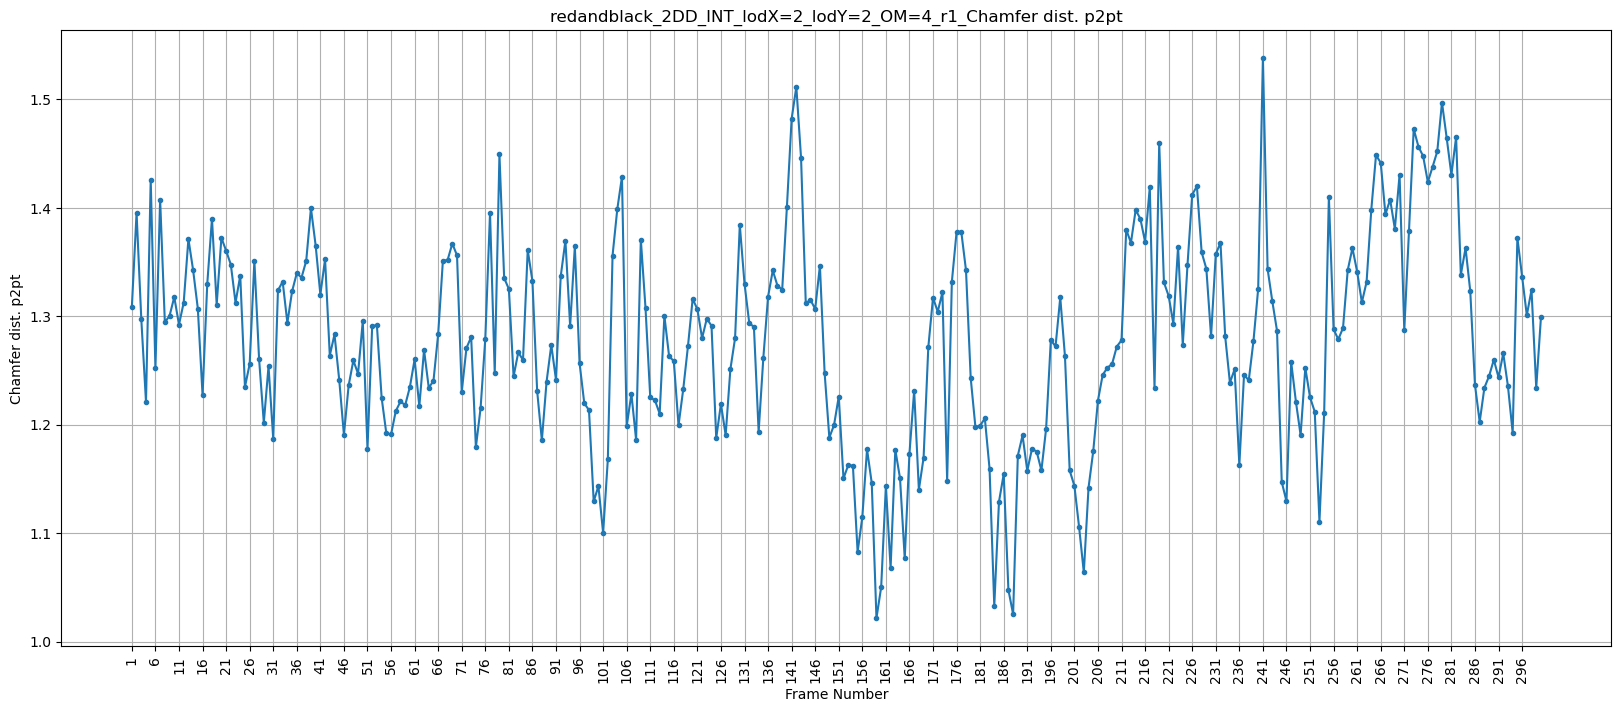 redandblack_2DD_INT_lodX=2_lodY=2_OM=4_r1_Chamfer dist. p2pt
Chamfer dist. p2pt
1.5
1.4
1.3
1.2
1.1
1.0
1 6 11 16 21 26 31 36 41 46 51 56 61 66 71 76 81 86 91 96 101 106 111 116 121 126 131 136 141 146 151 156 161 166 171 176 181 186 191 196 201 206 211 216 221 226 231 236 241 246 251 256 261 266 271 276 281 286 291 296
Frame Number